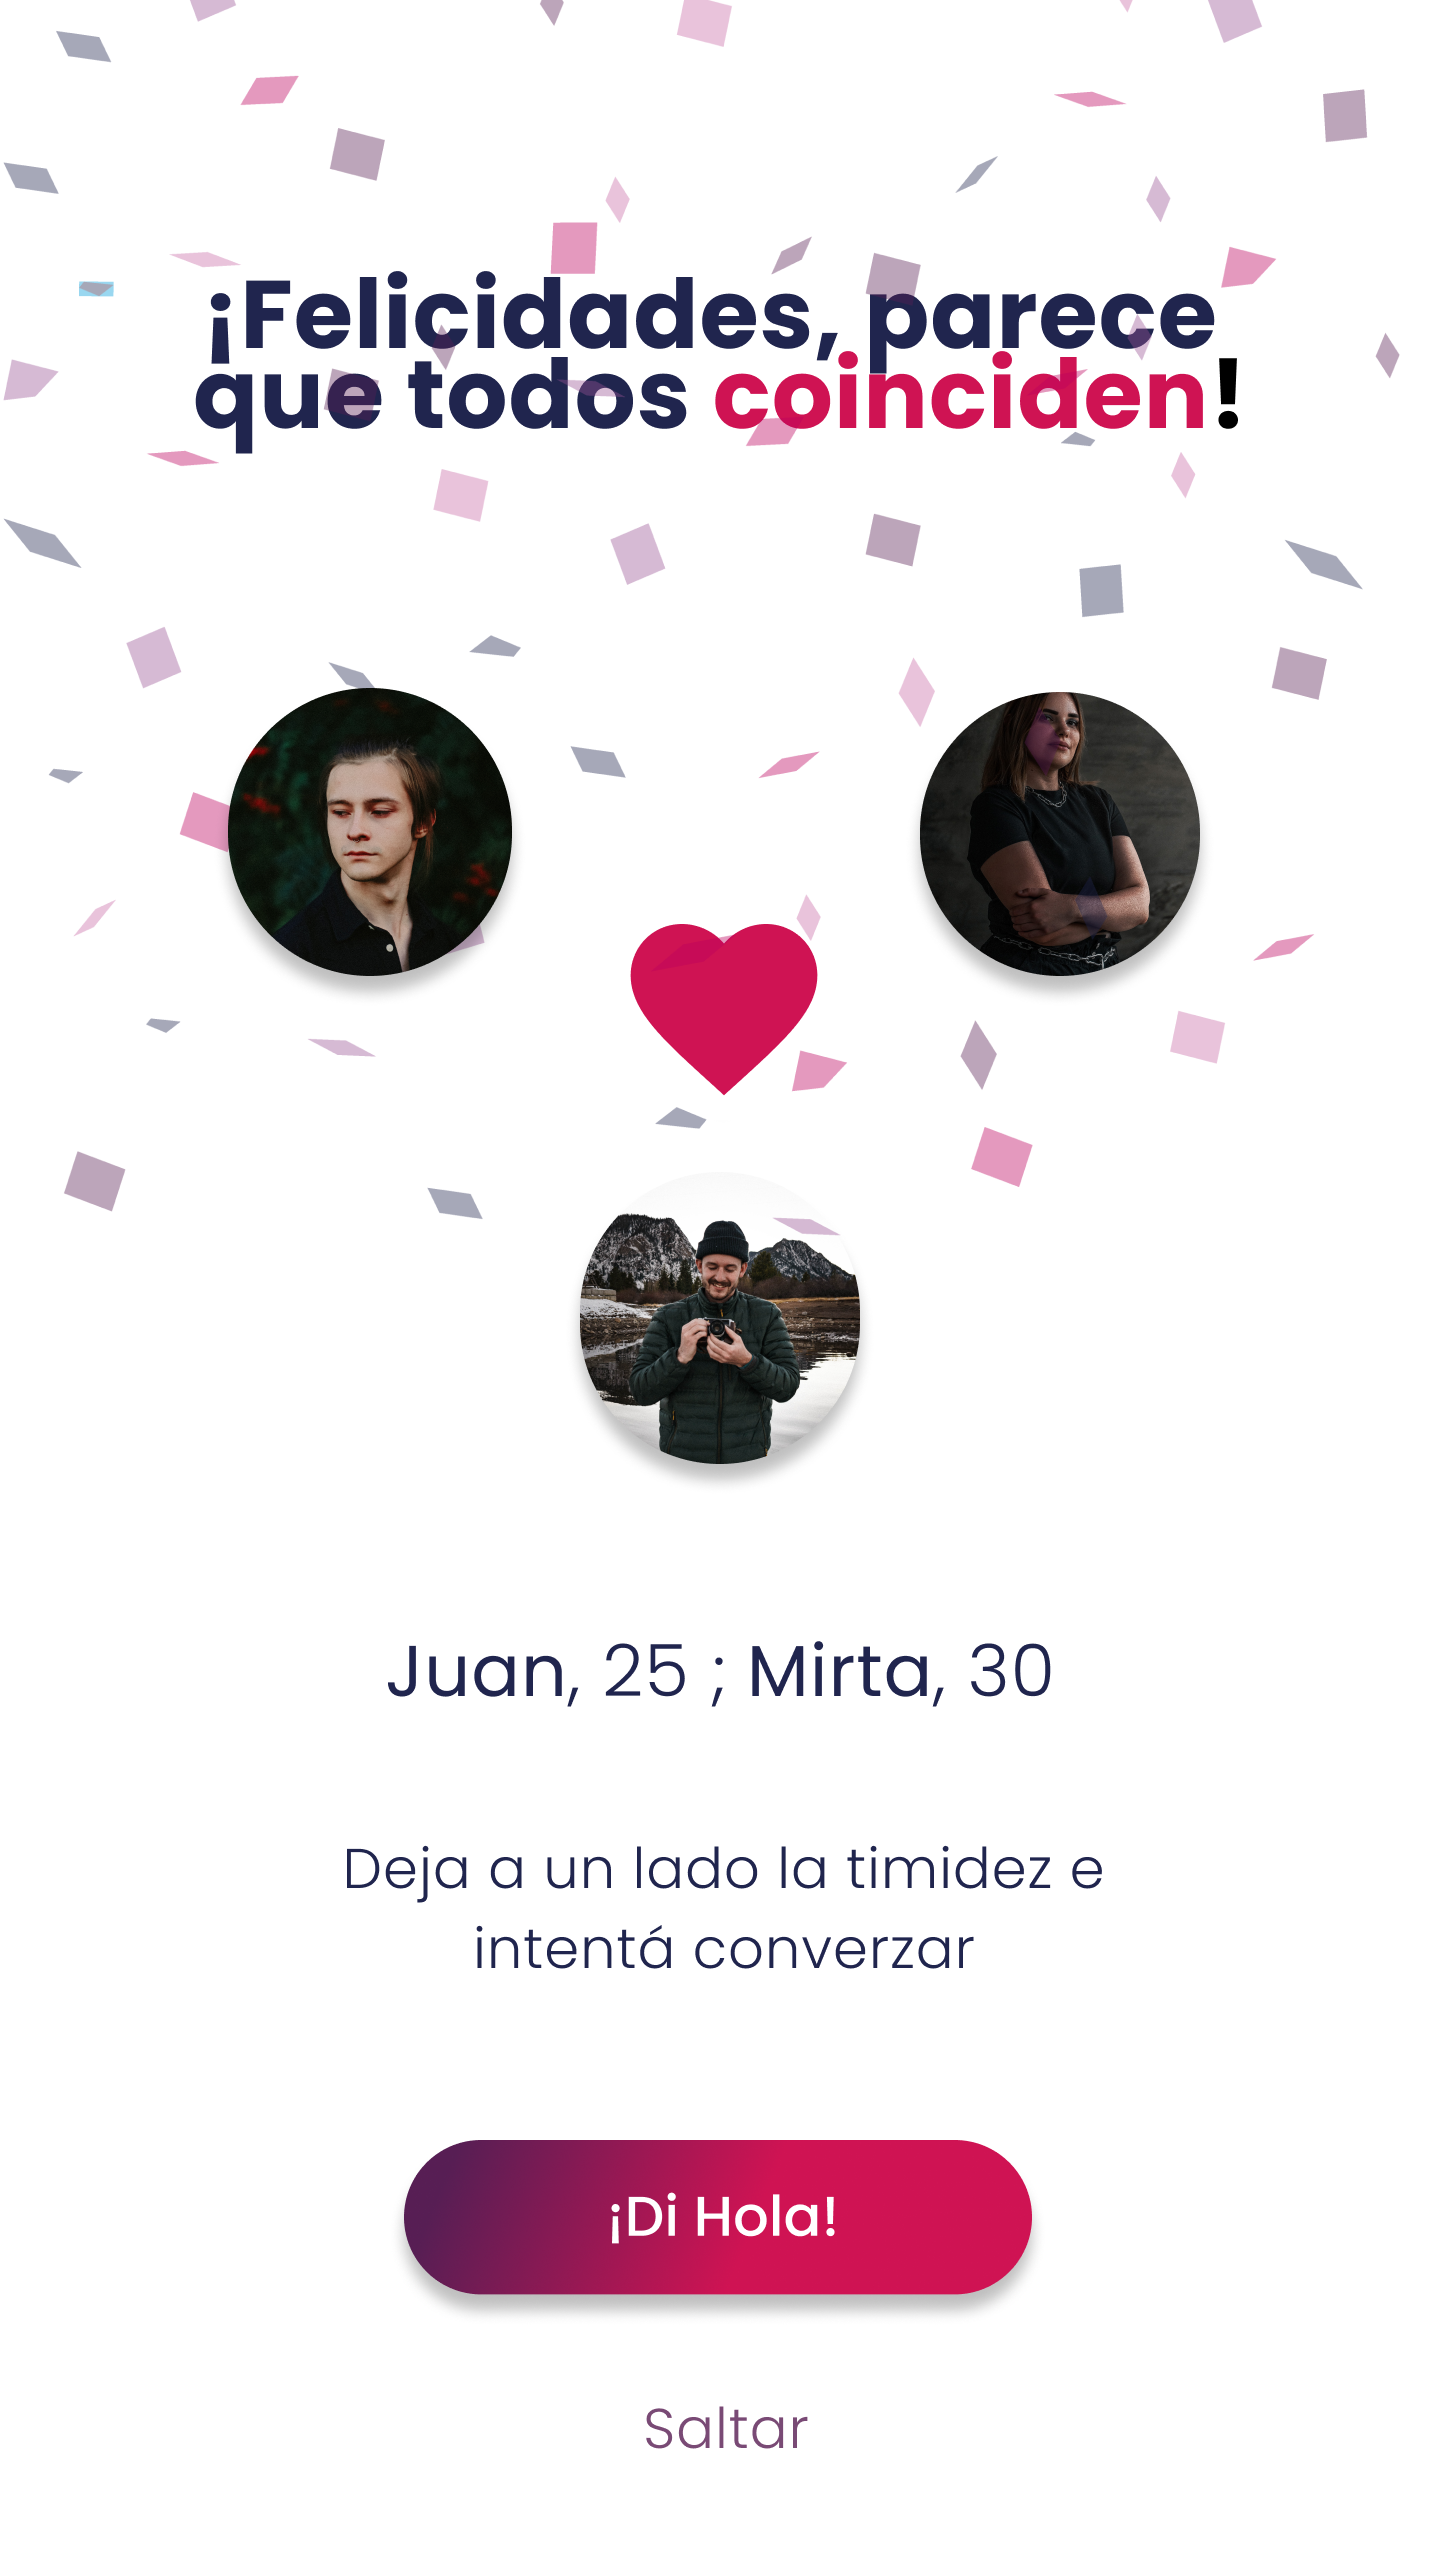 ¡Felicidades, parece
que todos coinciden!
Juan, 25 ; Mirta, 30
Deja a un lado la timidez e
intentá converzar
¡Di Hola!
Saltar